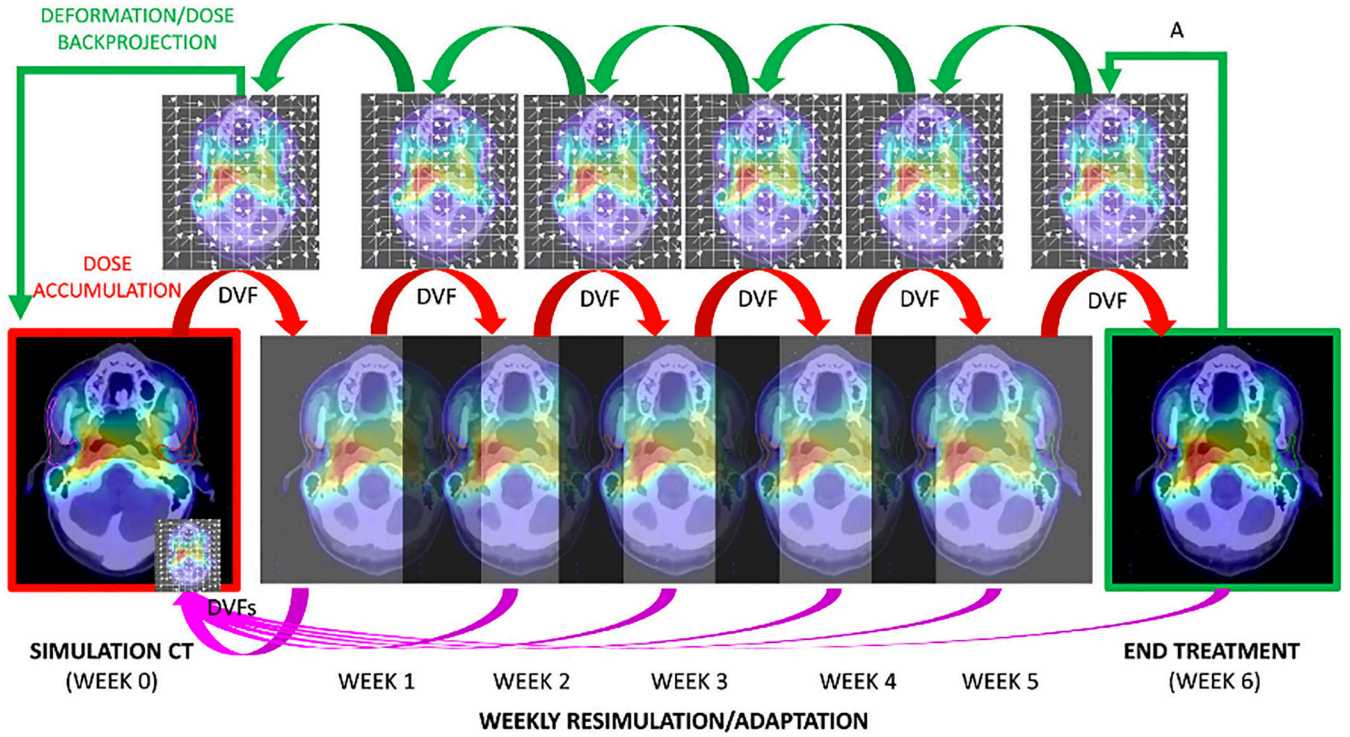 DEFORMATION/DOSE
BACKPROJECTION
A
DOSE
ACCUMULATION
DVF
DVF
DVF
DVF
DVF
DVF
DVFs
SIMULATION CT
(WEEK 0)
WEEK 1
WEEK 2
WEEK 3
WEEK 4
WEEK 5
END TREATMENT
(WEEK 6)
WEEKLY RESIMULATION/ADAPTATION